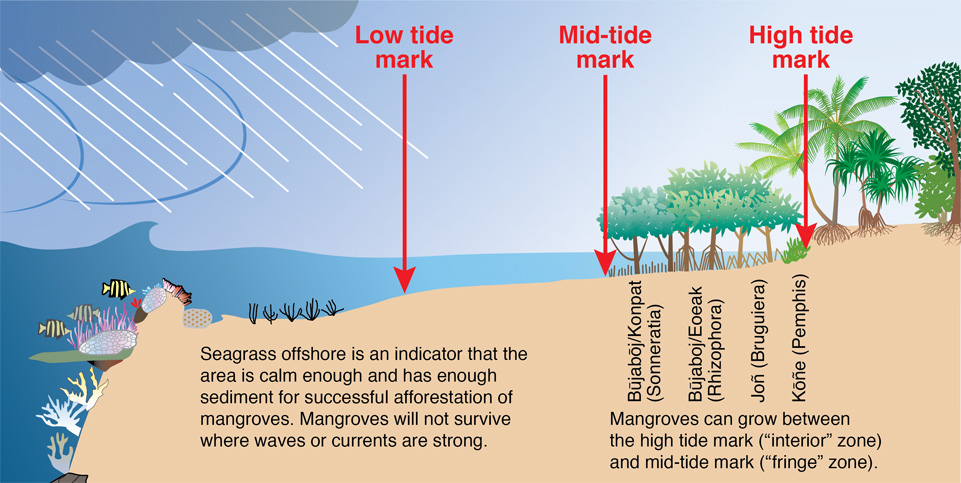 Low tide
mark
Mid-tide
mark
High tide
mark
Būjabōj/Konpat
(Sonneratia)
Būjaboj/Eoeak
(Rhizophora)
Joñ (Bruguiera)
Kōñe (Pemphis)
Seagrass offshore is an indicator that the
area is calm enough and has enough
sediment for successful afforestation of
mangroves. Mangroves will not survive
where waves or currents are strong.
Mangroves can grow between
the high tide mark (“interior” zone)
and mid-tide mark (“fringe” zone).